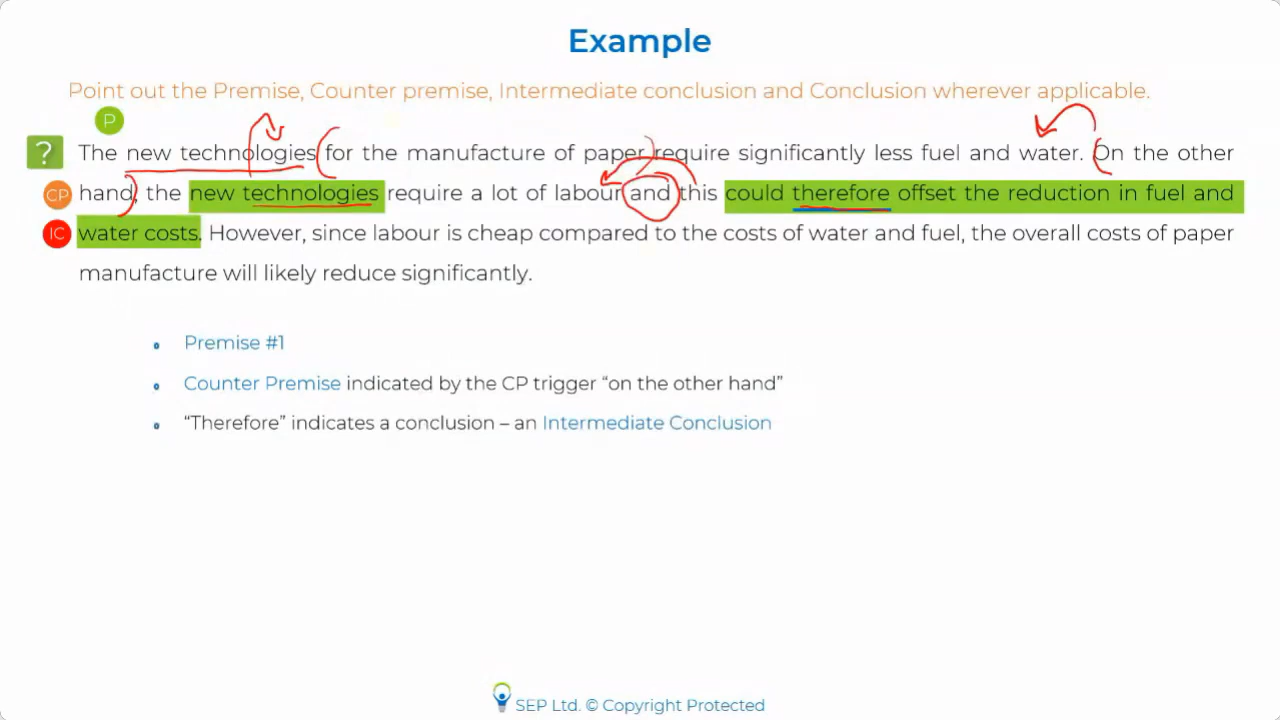 Example
Point out the Premise, Counter premise, Intermediate conclusion and Conclusion wherever applicable.
P
? The new technologies for the manufacture of paper require significantly less fuel and water. On the other
CP hand, the new technologies require a lot of labour and this could therefore offset the reduction in fuel and
IC water costs. However, since labour is cheap compared to the costs of water and fuel, the overall costs of paper
manufacture will likely reduce significantly.
Premise #1
Counter Premise indicated by the CP trigger “on the other hand”
“Therefore” indicates a conclusion – an Intermediate Conclusion
SEP Ltd. © Copyright Protected